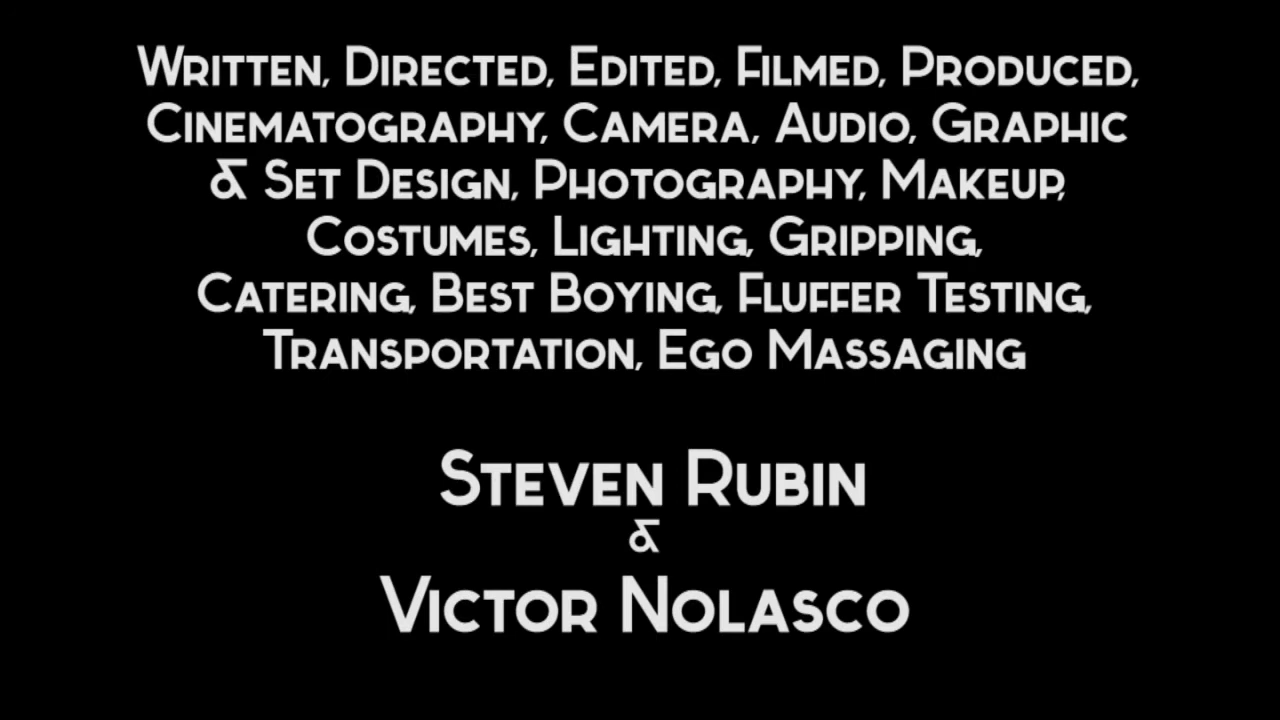 Written, Directed, Edited, Filmed, Produced,
Cinematography, Camera, Audio, Graphic
& Set Design, Photography, Makeup,
Costumes, Lighting, Gripping,
Catering, Best Boying, Fluffer Testing,
Transportation, Ego Massaging
Steven Rubin
&
Victor Nolasco